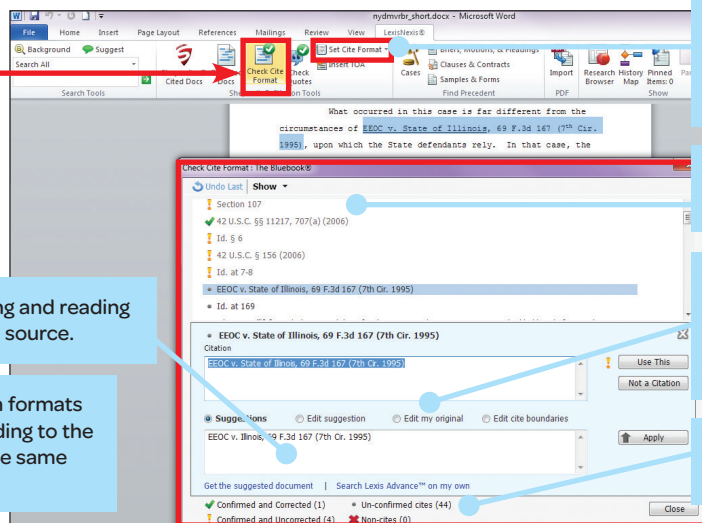 nydmvbr_short.docx - Microsoft Word
File Home Insert Page Layout References Mailings Review View LexisNexis®
Background Suggest
Search All
Search Tools
Cited Docs
Docs
Check Cite Format
Check
Quotes
Set Cite Format
Insert TOA
Cases
Briefs, Motions, & Pleadings
Clauses & Contracts
Samples & Forms
Find Precedent
Import
PDF
Research Browser
History Map
Pinned Items: 0
Show
What occurred in this case is far different from the
circumstances of EEOC v. State of Illinois, 69 F.3d 167 (7th Cir.
1995), upon which the State defendants rely. In that case, the
Check Cite Format : The Bluebook®
Undo Last Show
Section 107
42 U.S.C. §§ 11217, 707(a) (2006)
Id. § 6
42 U.S.C. § 156 (2006)
Id. at 7-8
EEOC v. State of Illinois, 69 F.3d 167 (7th Cir. 1995)
Id. at 169
EEOC v. State of Illinois, 69 F.3d 167 (7th Cir. 1995)
Citation
EEOC v. State of Illinois, 69 F.3d 167 (7th Cir. 1995)
Use This
Not a Citation
Suggestions Edit suggestion Edit my original Edit cite boundaries
EEOC v. Illinois, 69 F.3d 167 (7th Cir. 1995)
Apply
Get the suggested document | Search Lexis Advance™ on my own
Confirmed and Corrected (1) Un-confirmed cites (44)
Confirmed and Uncorrected (4) Non-cites (0)
Close
ng and reading
source.
n formats
ding to the
e same